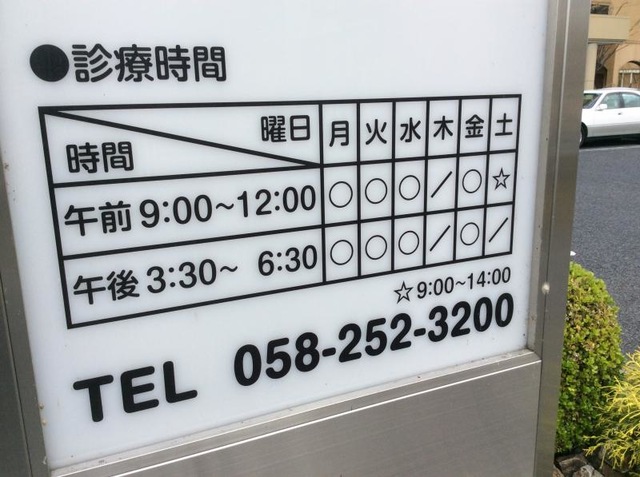 ●診療時間
曜日 月 火 水 木 金 土
時間
午前 9:00~12:00 ○ ○ ○ / ○ ☆
午後 3:30~ 6:30 ○ ○ ○ / ○ /
☆9:00~14:00
TEL 058-252-3200